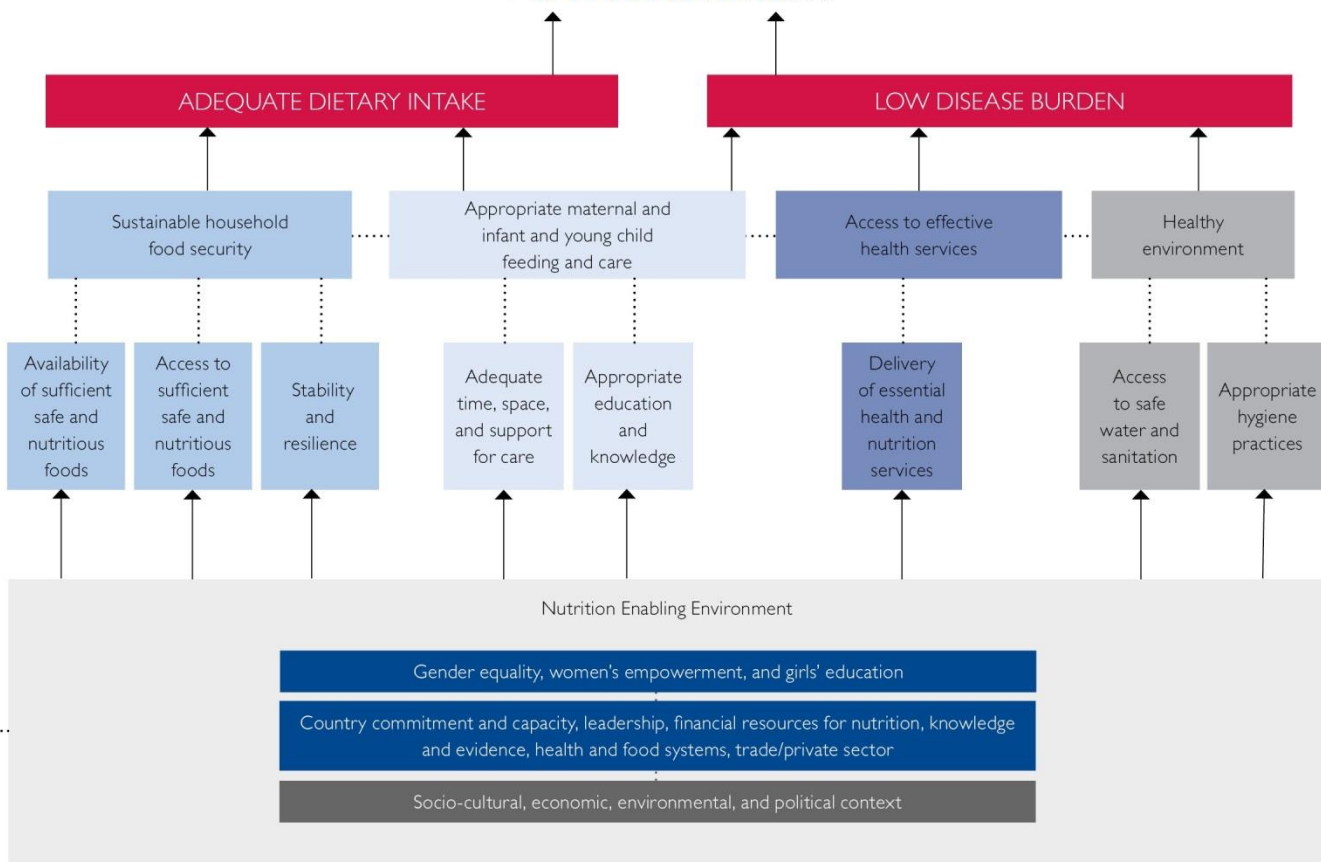 ADEQUATE DIETARY INTAKE
LOW DISEASE BURDEN
Sustainable household
food security
Appropriate maternal and
infant and young child
feeding and care
Access to effective
health services
Healthy
environment
Availability
of sufficient
safe and
nutritious
foods
Access to
sufficient
safe and
nutritious
foods
Stability
and
resilience
Adequate
time, space,
and support
for care
Appropriate
education
and
knowledge
Delivery
of essential
health and
nutrition
services
Access
to safe
water and
sanitation
Appropriate
hygiene
practices
Nutrition Enabling Environment
Gender equality, women's empowerment, and girls' education
Country commitment and capacity, leadership, financial resources for nutrition, knowledge
and evidence, health and food systems, trade/private sector
Socio-cultural, economic, environmental, and political context